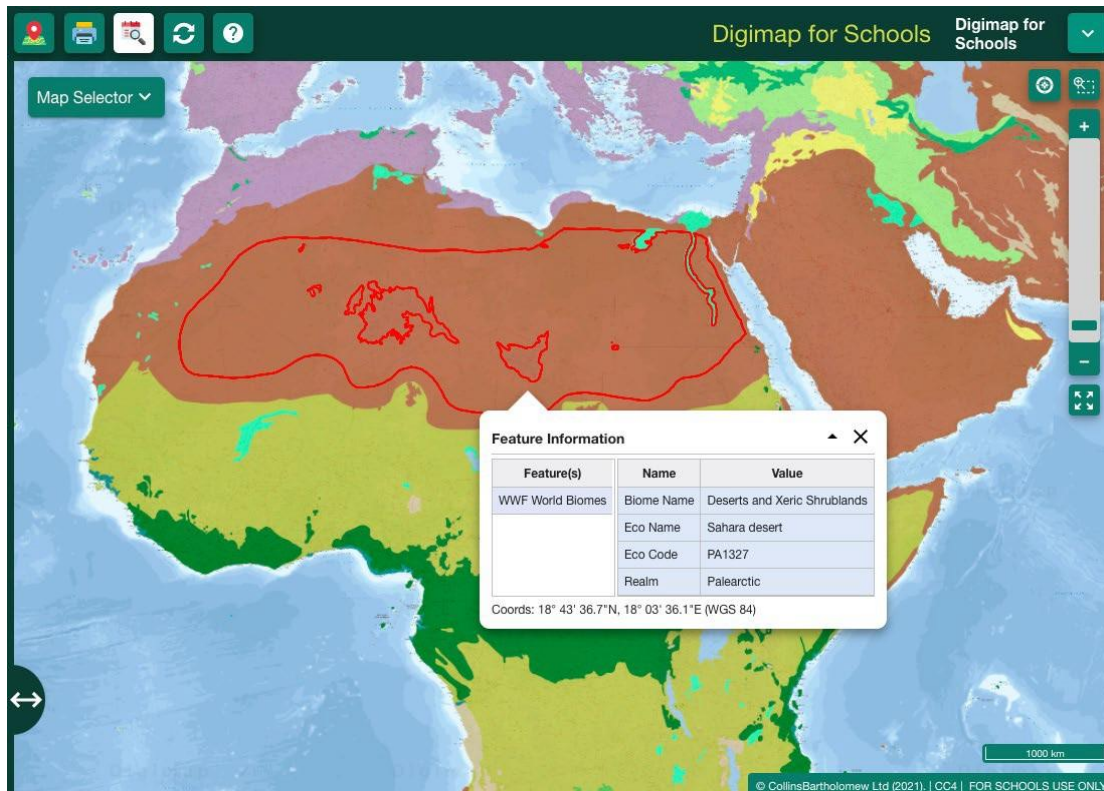 Digimap for Schools
Digimap for
Schools
Map Selector
Feature Information
Feature(s) Name Value
WWF World Biomes Biome Name Deserts and Xeric Shrublands
Eco Name Sahara desert
Eco Code PA1327
Realm Palearctic
Coords: 18° 43' 36.7"N, 18° 03' 36.1"E (WGS 84)
1000 km
© CollinsBartholomew Ltd (2021). | CC4 | FOR SCHOOLS USE ONLY